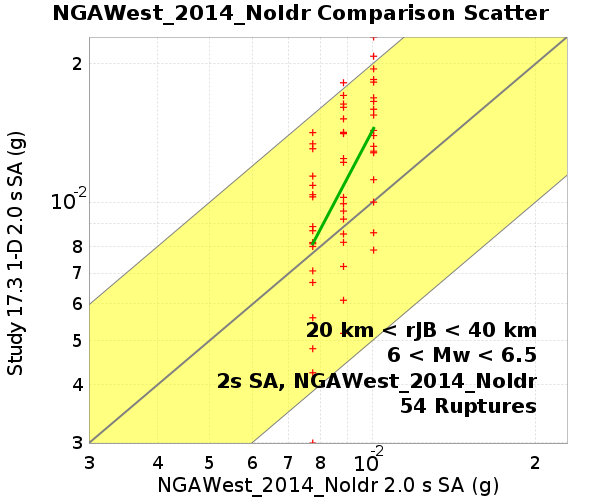 NGAWest_2014_NoIdr Comparison Scatter
2
10-2
8
7
6
5
4
3
Study 17.3 1-D 2.0 s SA (g)
20 km < rJB < 40 km
6 < Mw < 6.5
2s SA, NGAWest_2014_NoIdr
54 Ruptures
3 4 5 6 7 8 10-2 2
NGAWest_2014_NoIdr 2.0 s SA (g)